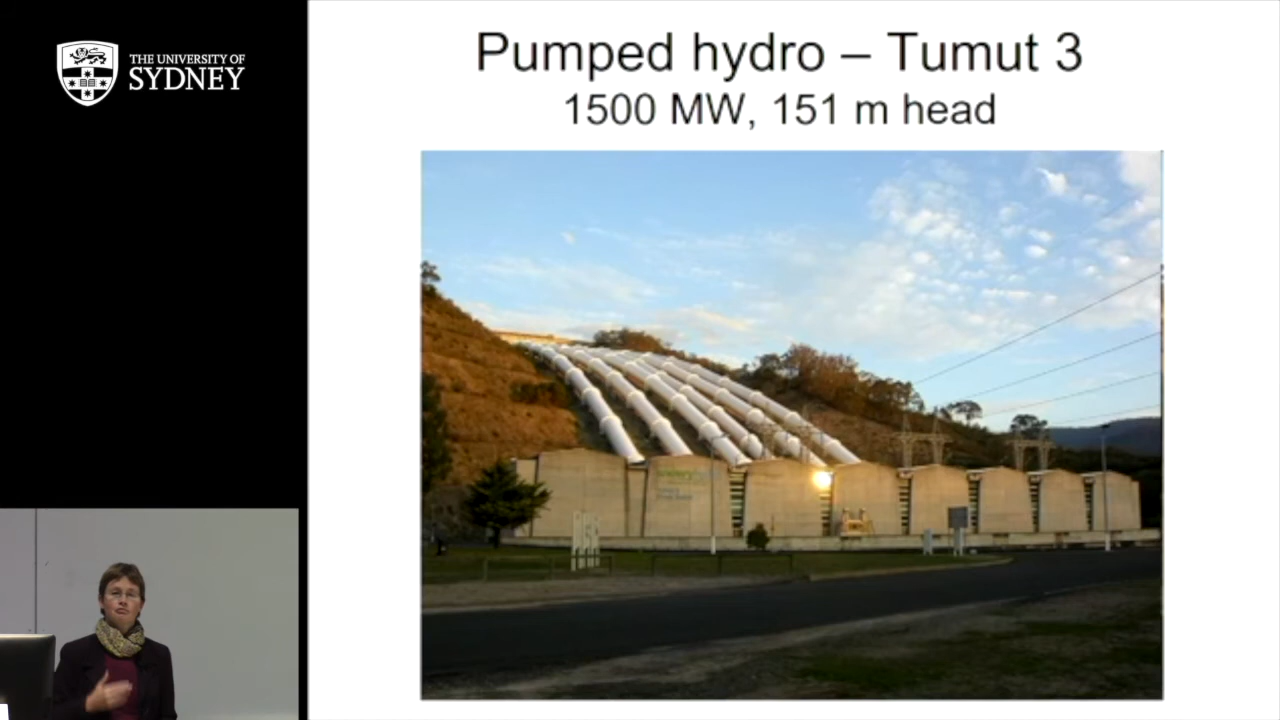 THE UNIVERSITY OF
SYDNEY
Pumped hydro – Tumut 3
1500 MW, 151 m head